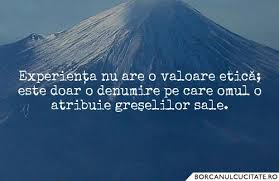 Experiența nu are o valoare etică;
este doar o denumire pe care omul o
atribuie greșelilor sale.
BORCANULCUCITATE.RO